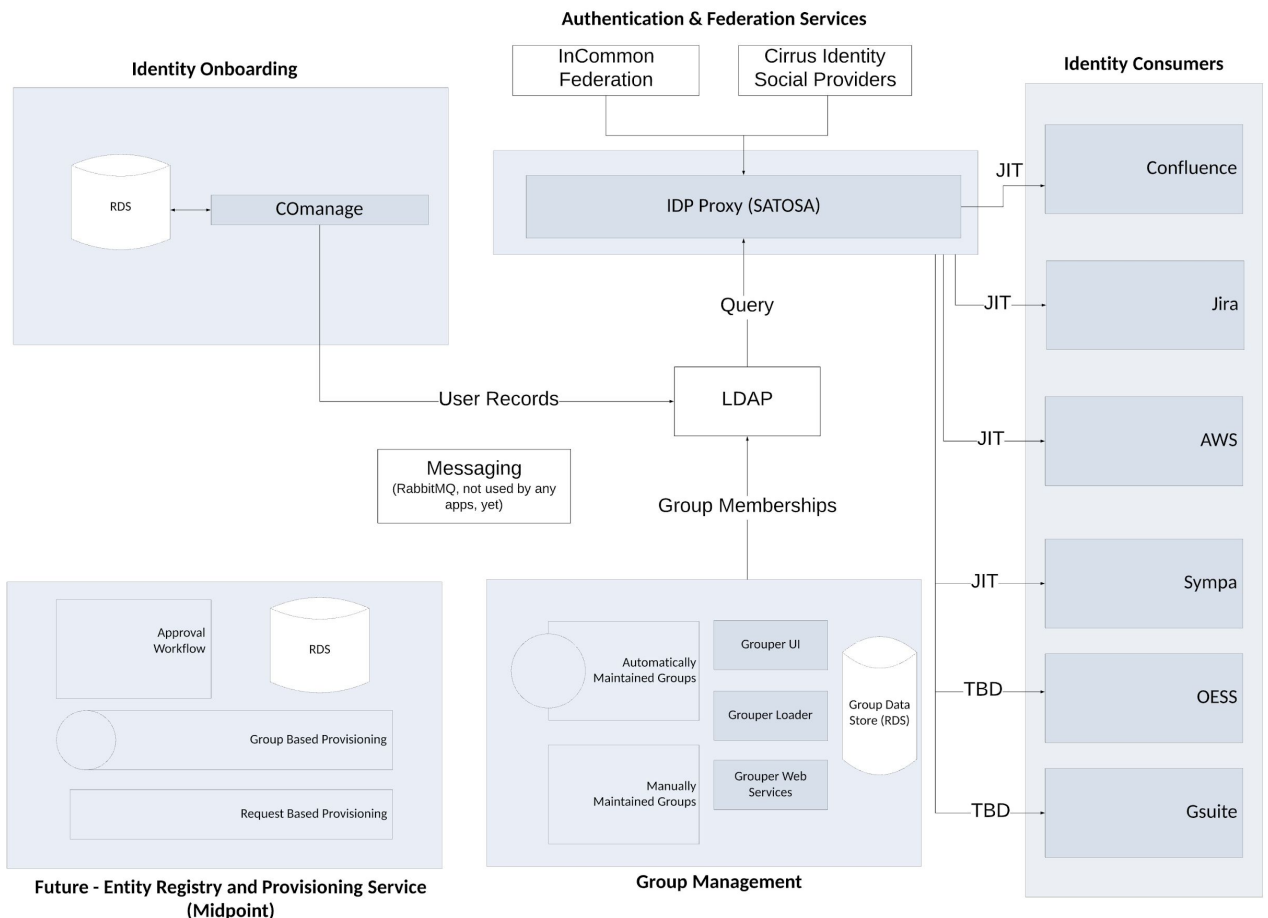 Authentication & Federation Services
Identity Onboarding
InCommon
Federation
Cirrus Identity
Social Providers
Identity Consumers
RDS
COmanage
IDP Proxy (SATOSA)
JIT
Confluence
Query
JIT
Jira
User Records
LDAP
JIT
AWS
Messaging
(RabbitMQ, not used by any
apps, yet)
Group Memberships
JIT
Sympa
Approval
Workflow
RDS
Group Based Provisioning
Request Based Provisioning
Future - Entity Registry and Provisioning Service
(Midpoint)
Automatically
Maintained Groups
Manually
Maintained Groups
Grouper UI
Grouper Loader
Grouper Web
Services
Group Data
Store (RDS)
Group Management
TBD
OESS
TBD
Gsuite